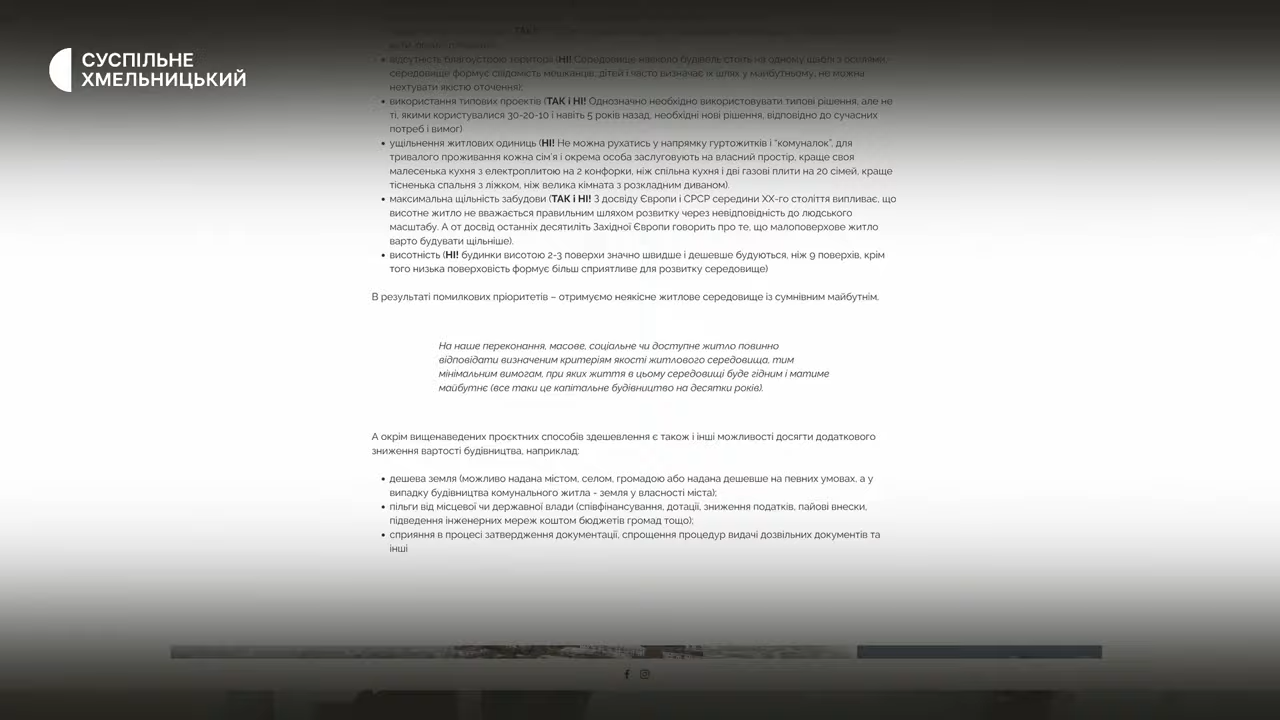 СУСПІЛЬНЕ
ХМЕЛЬНИЦЬКИЙ
ТАК!
відсутність благоустрою території (НІ! Середовище навколо будівель стоїть на одному щаблі з оселями,
середовище формує свідомість мешканців, дітей і часто визначає їх шлях у майбутньому, не можна
нехтувати якістю оточення);
• використання типових проектів (ТАК і НІ! Однозначно необхідно використовувати типові рішення, але не
ті, якими користувалися 30-20-10 і навіть 5 років назад, необхідні нові рішення, відповідно до сучасних
потреб і вимог)
• ущільнення житлових одиниць (НІ! Не можна рухатись у напрямку гуртожитків і "комуналок", для
тривалого проживання кожна сім'я і окрема особа заслуговують на власний простір, краще своя
малесенька кухня з електроплитою на 2 конфорки, ніж спільна кухня і дві газові плити на 20 сімей, краще
тісненька спальня з ліжком, ніж велика кімната з розкладним диваном).
• максимальна щільність забудови (ТАК і НІ! З досвіду Європи і СРСР середини ХХ-го століття випливає, що
висотне житло не вважається правильним шляхом розвитку через невідповідність до людського
масштабу. А от досвід останніх десятиліть Західної Європи говорить про те, що малоповерхове житло
варто будувати щільніше).
• висотність (НІ! будинки висотою 2-3 поверхи значно швидше і дешевше будуються, ніж 9 поверхів, крім
того низька поверховість формує більш сприятливе для розвитку середовище)
В результаті помилкових пріоритетів – отримуємо неякісне житлове середовище із сумнівним майбутнім.
На наше переконання, масове, соціальне чи доступне житло повинно
відповідати визначеним критеріям якості житлового середовища, тим
мінімальним вимогам, при яких життя в цьому середовищі буде гідним і матиме
майбутнє (все таки це капітальне будівництво на десятки років).
А окрім вищенаведених проєктних способів здешевлення є також і інші можливості досягти додаткового
зниження вартості будівництва, наприклад:
• дешева земля (можливо надана містом, селом, громадою або надана дешевше на певних умовах, а у
випадку будівництва комунального житла - земля у власності міста);
• пільги від місцевої чи державної влади (співфінансування, дотації, зниження податків, пайові внески,
підведення інженерних мереж коштом бюджетів громад тощо);
• сприяння в процесі затвердження документації, спрощення процедур видачі дозвільних документів та
інші